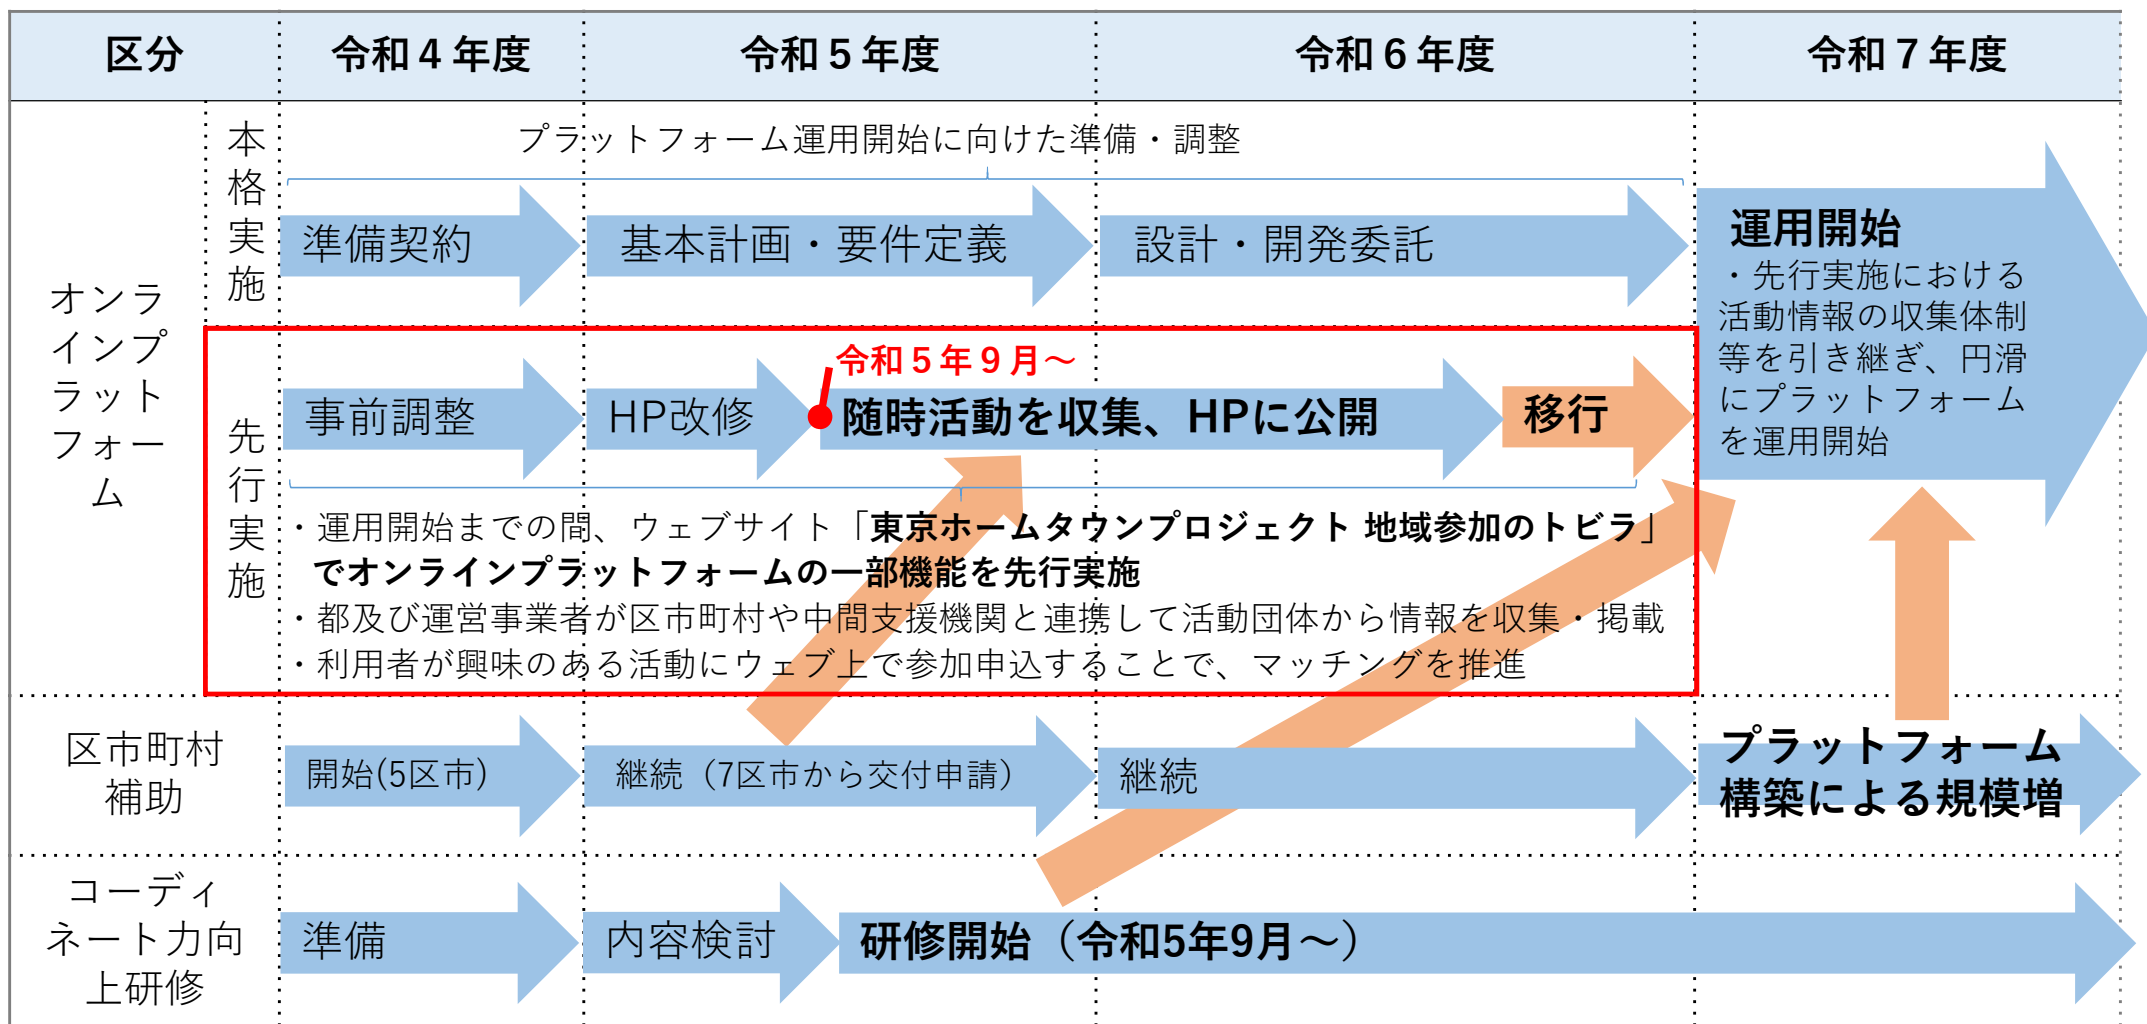 区分
令和４年度
令和５年度
令和６年度
令和７年度
オンラ
インプ
ラット
フォー
ム
本格実施
プラットフォーム運用開始に向けた準備・調整
準備契約
基本計画・要件定義
設計・開発委託
運用開始
・先行実施における
活動情報の収集体制
等を引き継ぎ、円滑
にプラットフォーム
を運用開始
先行実施
令和５年９月～
事前調整
HP改修
随時活動を収集、HPに公開
移行
・運用開始までの間、ウェブサイト「東京ホームタウンプロジェクト 地域参加のトビラ」
でオンラインプラットフォームの一部機能を先行実施
・都及び運営事業者が区市町村や中間支援機関と連携して活動団体から情報を収集・掲載
・利用者が興味のある活動にウェブ上で参加申込することで、マッチングを推進
区市町村
補助
開始(5区市)
継続（7区市から交付申請）
継続
プラットフォーム
構築による規模増
コーディ
ネート力向
上研修
準備
内容検討
研修開始（令和5年9月～）